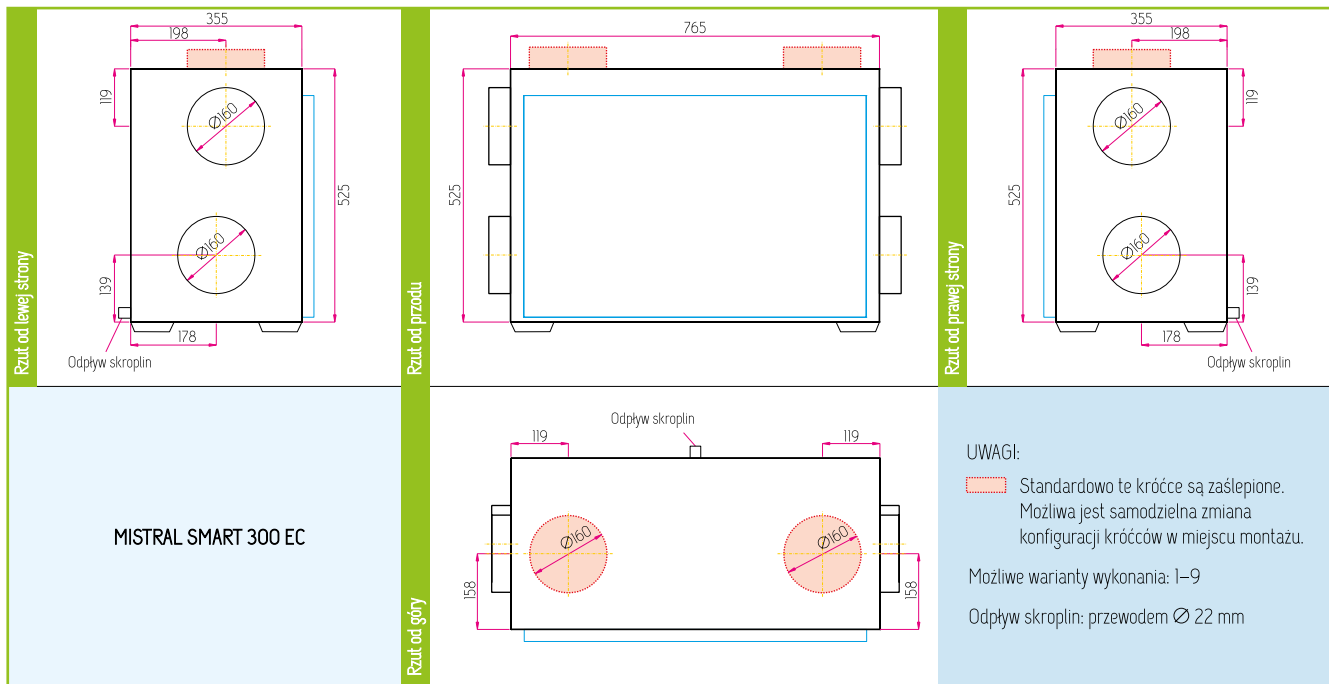 Rzut od lewej strony
355
198
119
Ø160
525
Ø160
139
178
Odpływ skroplin
Rzut od przodu
765
525
Rzut od prawej strony
355
198
119
Ø160
525
Ø160
139
178
Odpływ skroplin
MISTRAL SMART 300 EC
Rzut od góry
Odpływ skroplin
119
119
Ø160
Ø160
158
158
UWAGI:
Standardowo te króćce są zaślepione.
Możliwa jest samodzielna zmiana
konfiguracji króćców w miejscu montażu.
Możliwe warianty wykonania: 1–9
Odpływ skroplin: przewodem Ø 22 mm